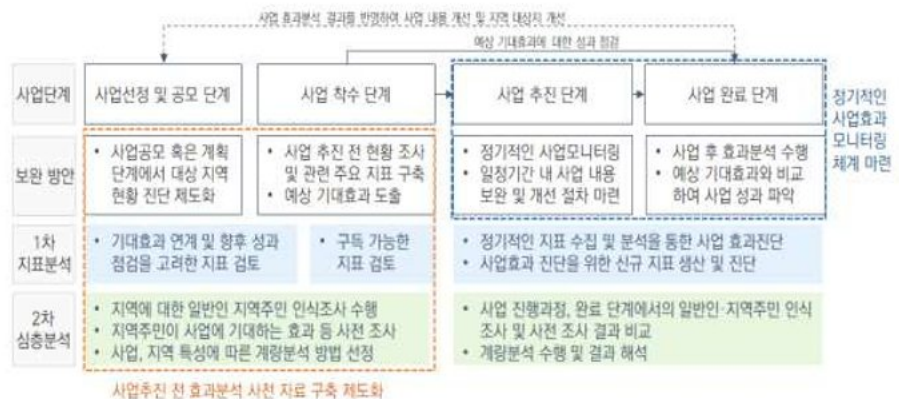 사업 효과분석 결과를 반영하여 사업 내용 개선 및 지역 대상지 개선
예상 기대효과에 대한 성과 점검
사업단계
사업선정 및 공모 단계
사업 착수 단계
사업 추진 단계
사업 완료 단계
정기적인
사업효과
모니터링
체계 마련
보완 방안
• 사업공모 혹은 계획
단계에서 대상 지역
현황 진단 제도화
• 사업 추진 전 현황 조사
및 관련 주요 지표 구축
• 예상 기대효과 도출
• 정기적인 사업모니터링
• 일정기간 내 사업 내용
보완 및 개선 절차 마련
• 사업 후 효과분석 수행
• 예상 기대효과와 비교
하여 사업 성과 파악
1차
지표분석
• 기대효과 연계 및 향후 성과
점검을 고려한 지표 검토
• 구득 가능한
지표 검토
• 정기적인 지표 수집 및 분석을 통한 사업 효과진단
• 사업효과 진단을 위한 신규 지표 생산 및 진단
2차
심층분석
• 지역에 대한 일반인 지역주민 인식조사 수행
• 지역주민이 사업에 기대하는 효과 등 사전 조사
• 사업, 지역 특성에 따른 계량분석 방법 선정
• 사업 진행과정, 완료 단계에서의 일반인·지역주민 인식
조사 및 사전 조사 결과 비교
• 계량분석 수행 및 결과 해석
사업추진 전 효과분석 사전 자료 구축 제도화